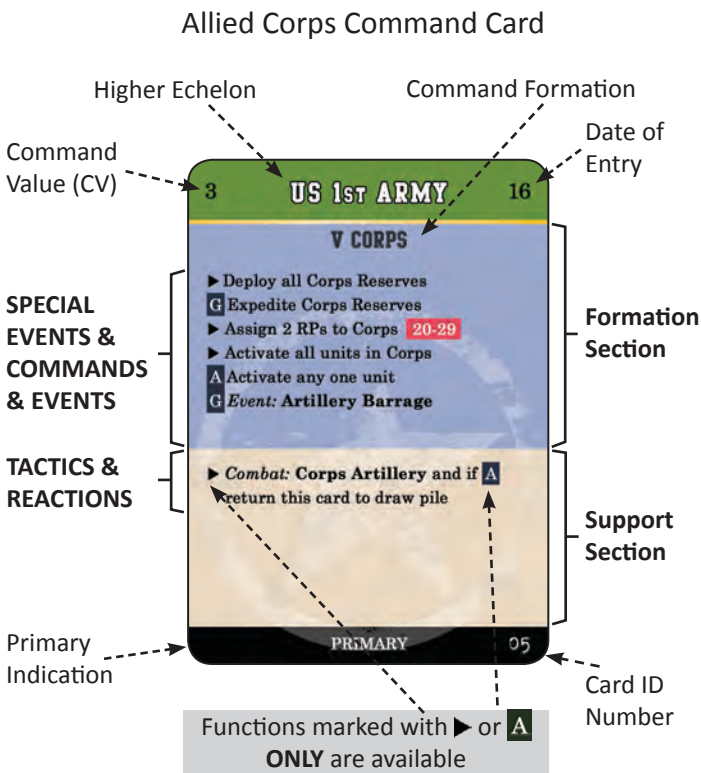 Allied Corps Command Card
Higher Echelon
Command Formation
Command
Value (CV)
Date of
Entry
3 US 1ST ARMY 16
V CORPS
▶ Deploy all Corps Reserves
G Expedite Corps Reserves
▶ Assign 2 RPs to Corps 20-29
▶ Activate all units in Corps
A Activate any one unit
G Event: Artillery Barrage
SPECIAL
EVENTS &
COMMANDS
& EVENTS
Formation
Section
TACTICS &
REACTIONS
▶ Combat: Corps Artillery and if A
return this card to draw pile
Support
Section
PRIMARY 05
Primary
Indication
Card ID
Number
Functions marked with ▶ or A
ONLY are available